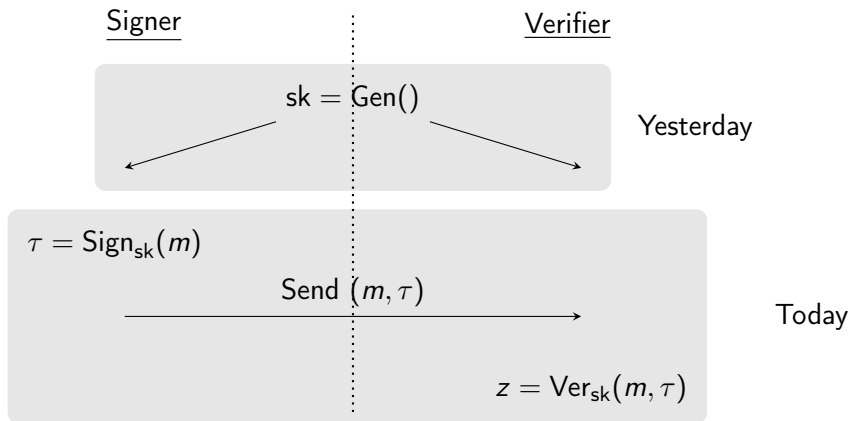 Signer
Verifier
sk = Gen()
Yesterday
τ = Sign_sk(m)
Send (m, τ)
Today
z = Ver_sk(m, τ)